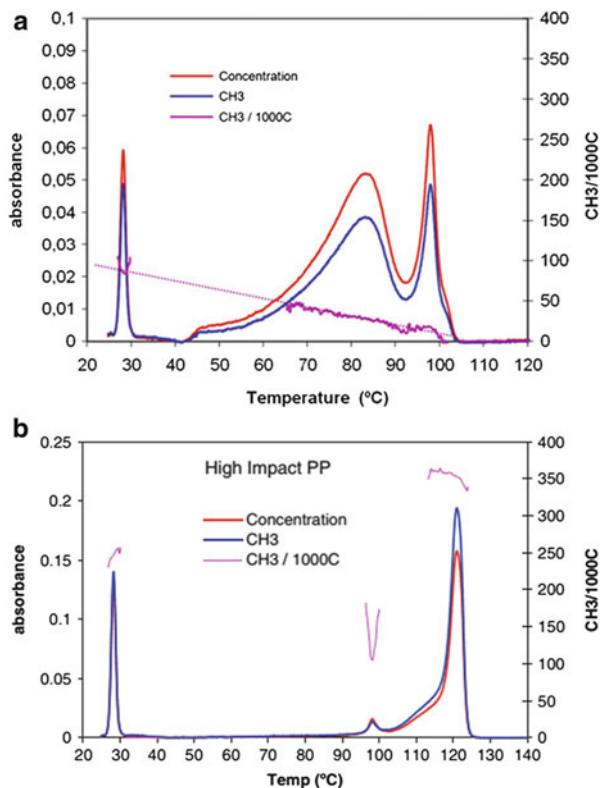 a
0,1
0,09
0,08
0,07
0,06
0,05
0,04
0,03
0,02
0,01
0
absorbance
Concentration
CH3
CH3 / 1000C
400
350
300
250
200
150
100
50
0
CH3/1000C
20 30 40 50 60 70 80 90 100 110 120
Temperature (ºC)
b
0.25
0.2
0.15
0.1
0.05
0
absorbance
High Impact PP
Concentration
CH3
CH3 / 1000C
400
350
300
250
200
150
100
50
0
CH3/1000C
20 30 40 50 60 70 80 90 100 110 120 130 140
Temp (ºC)